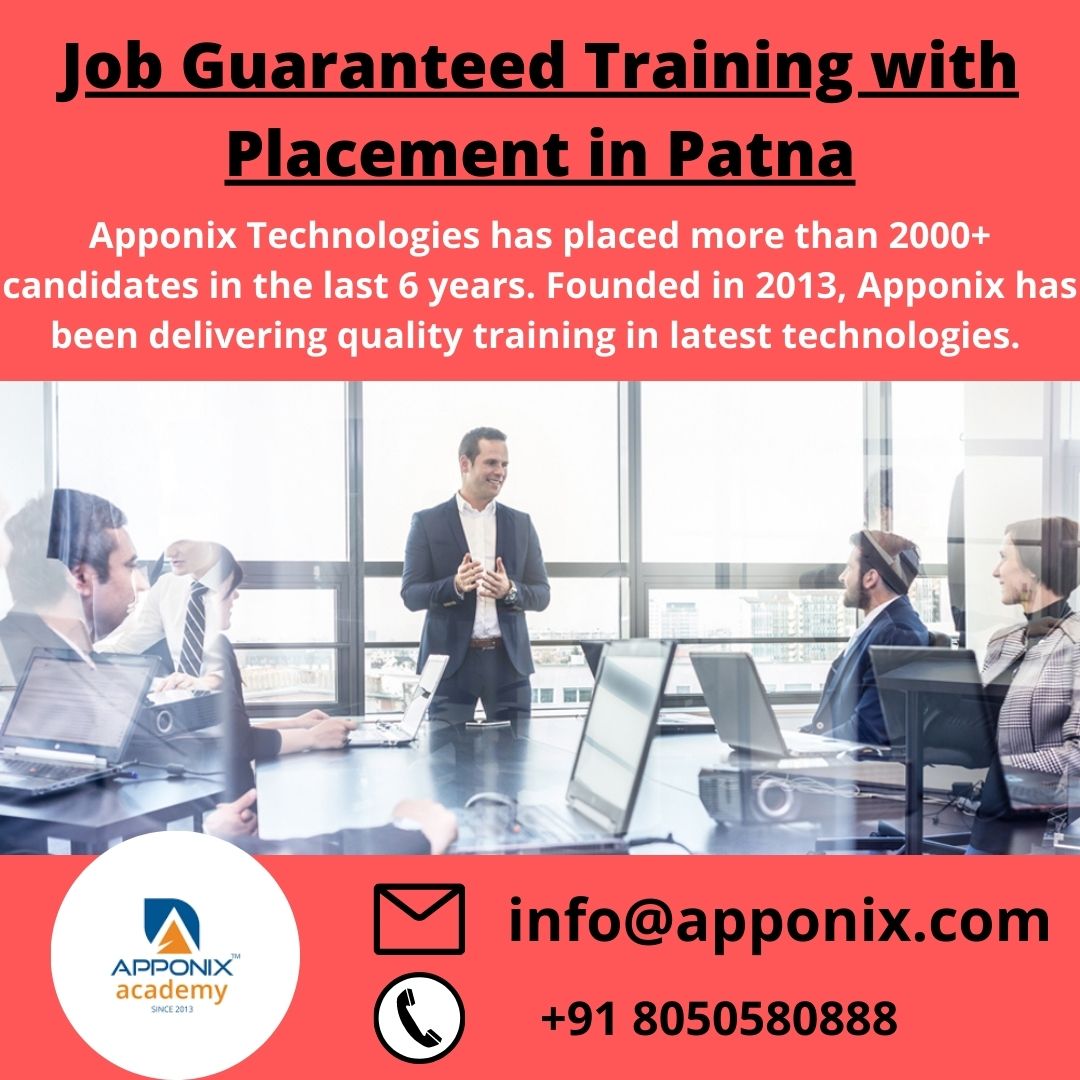 Job Guaranteed Training with
Placement in Patna
Apponix Technologies has placed more than 2000+
candidates in the last 6 years. Founded in 2013, Apponix has
been delivering quality training in latest technologies.
APPONIX™
academy
SINCE 2013
info@apponix.com
+91 8050580888